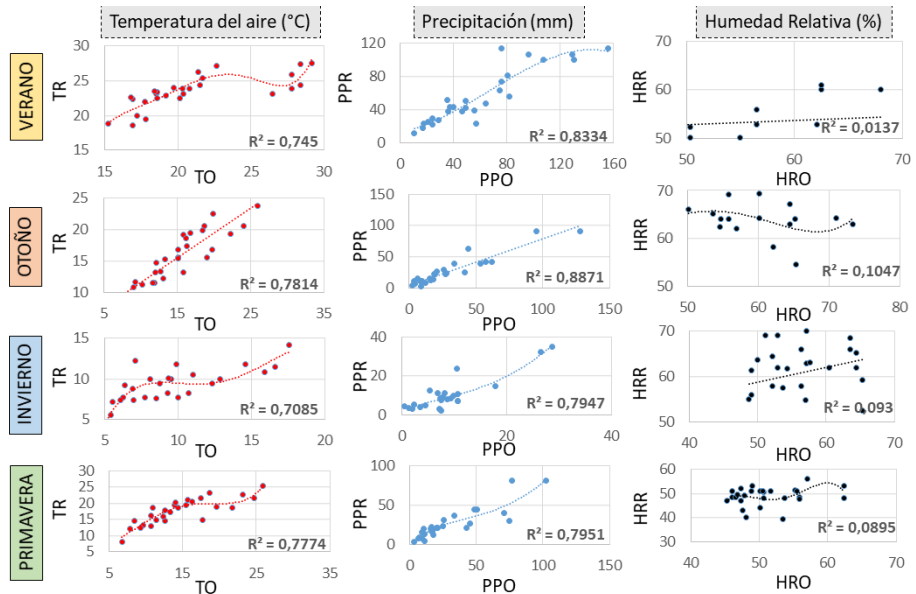 Temperatura del aire (°C)
Precipitación (mm)
Humedad Relativa (%)
VERANO
TR
30
25
20
15
15
20
25
30
TO
R² = 0,745
PPR
120
80
40
0
0
40
80
120
160
PPO
R² = 0,8334
HRR
70
60
50
50
60
70
HRO
R² = 0,0137
OTOÑO
TR
25
20
15
10
5
15
25
35
TO
R² = 0,7814
PPR
150
100
50
0
0
50
100
150
PPO
R² = 0,8871
HRR
70
65
60
55
50
50
60
70
80
HRO
R² = 0,1047
INVIERNO
TR
15
10
5
5
10
15
20
TO
R² = 0,7085
PPR
40
20
0
0
20
40
PPO
R² = 0,7947
HRR
70
65
60
55
50
40
50
60
70
HRO
R² = 0,093
PRIMAVERA
TR
30
25
20
15
10
5
5
15
25
35
TO
R² = 0,7774
PPR
100
50
0
0
50
100
150
PPO
R² = 0,7951
HRR
60
50
40
30
40
50
60
70
HRO
R² = 0,0895